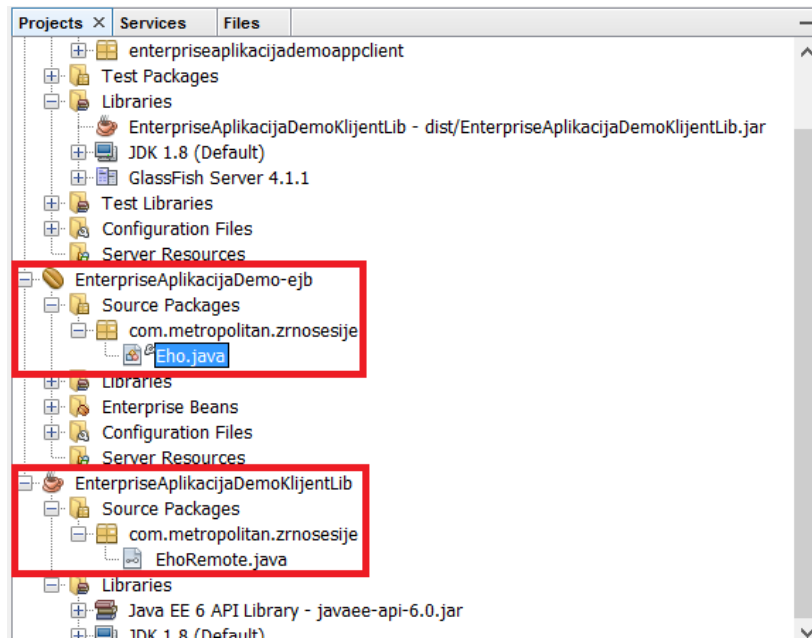 Projects × Services Files
enterpriseaplikacijademoappclient
Test Packages
Libraries
EnterpriseAplikacijaDemoKlijentLib - dist/EnterpriseAplikacijaDemoKlijentLib.jar
JDK 1.8 (Default)
GlassFish Server 4.1.1
Test Libraries
Configuration Files
Server Resources
EnterpriseAplikacijaDemo-ejb
Source Packages
com.metropolitan.zrnosesije
Eho.java
Libraries
Enterprise Beans
Configuration Files
Server Resources
EnterpriseAplikacijaDemoKlijentLib
Source Packages
com.metropolitan.zrnosesije
EhoRemote.java
Libraries
Java EE 6 API Library - javaee-api-6.0.jar
JDK 1.8 (Default)